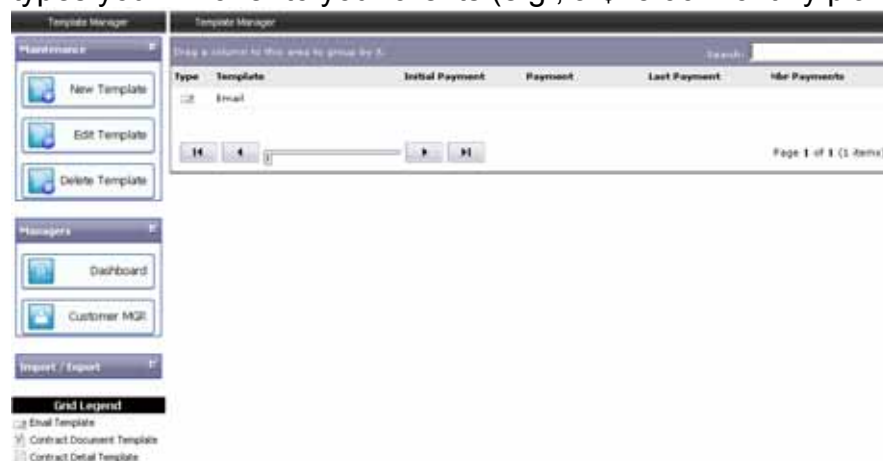 Template Manager
Template Manager
Maintenance
New Template
Edit Template
Delete Template
Managers
Dashboard
Customer MGR
Import / Export
Grid Legend
Email Template
Contract Document Template
Contract Detail Template
Drag a column to this area to group by it.
Search:
Type Template Initial Payment Payment Last Payment Nbr Payments
Email
Page 1 of 1 (1 items)